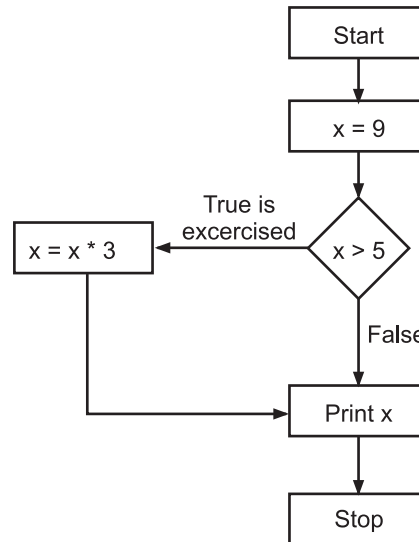 Start
x = 9
True is
excercised
x = x * 3
x > 5
False
Print x
Stop